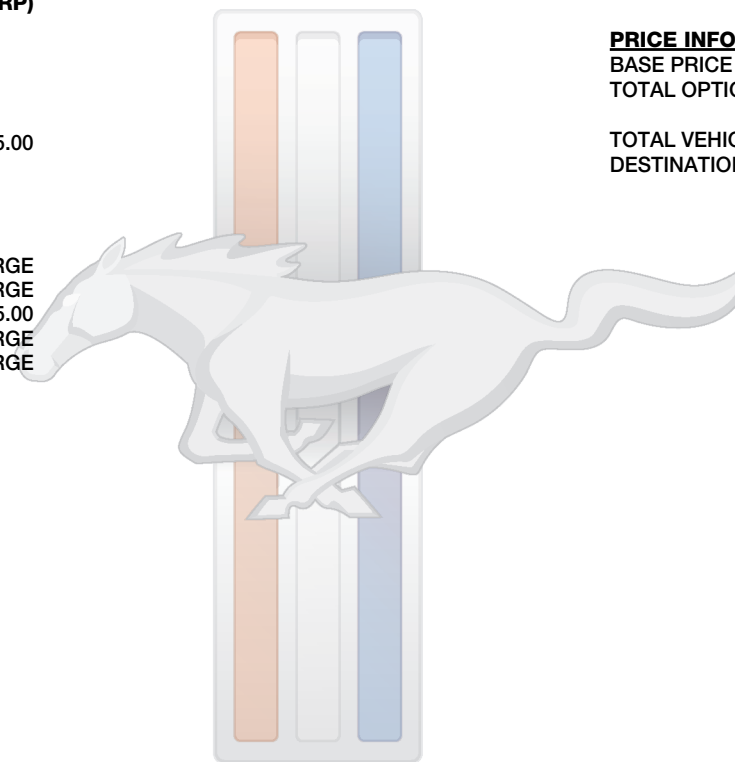 RP)
5.00
RGE
RGE
5.00
RGE
RGE
PRICE INFO
BASE PRICE
TOTAL OPTIO
TOTAL VEHIC
DESTINATION